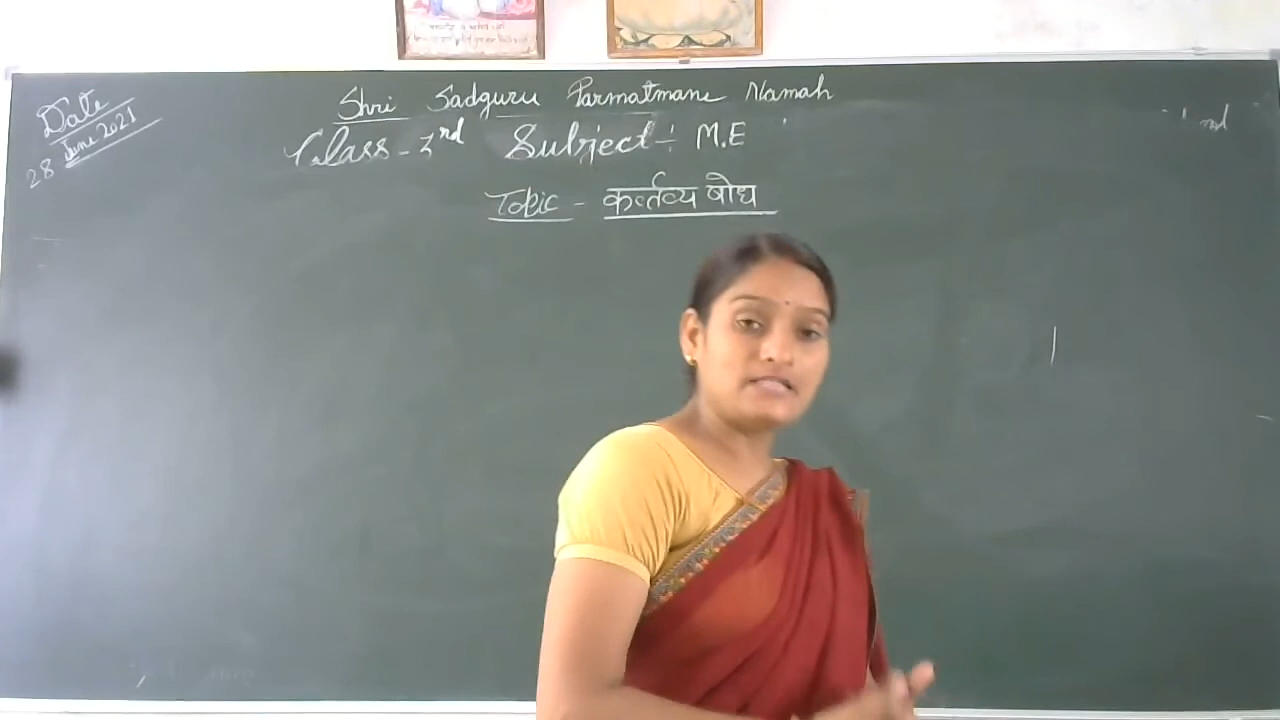 Date
28 June 2021
Shri Sadguru Parmatmane Namah
Class - 3rd Subject :- M.E
Topic - कर्त्तव्य बोध